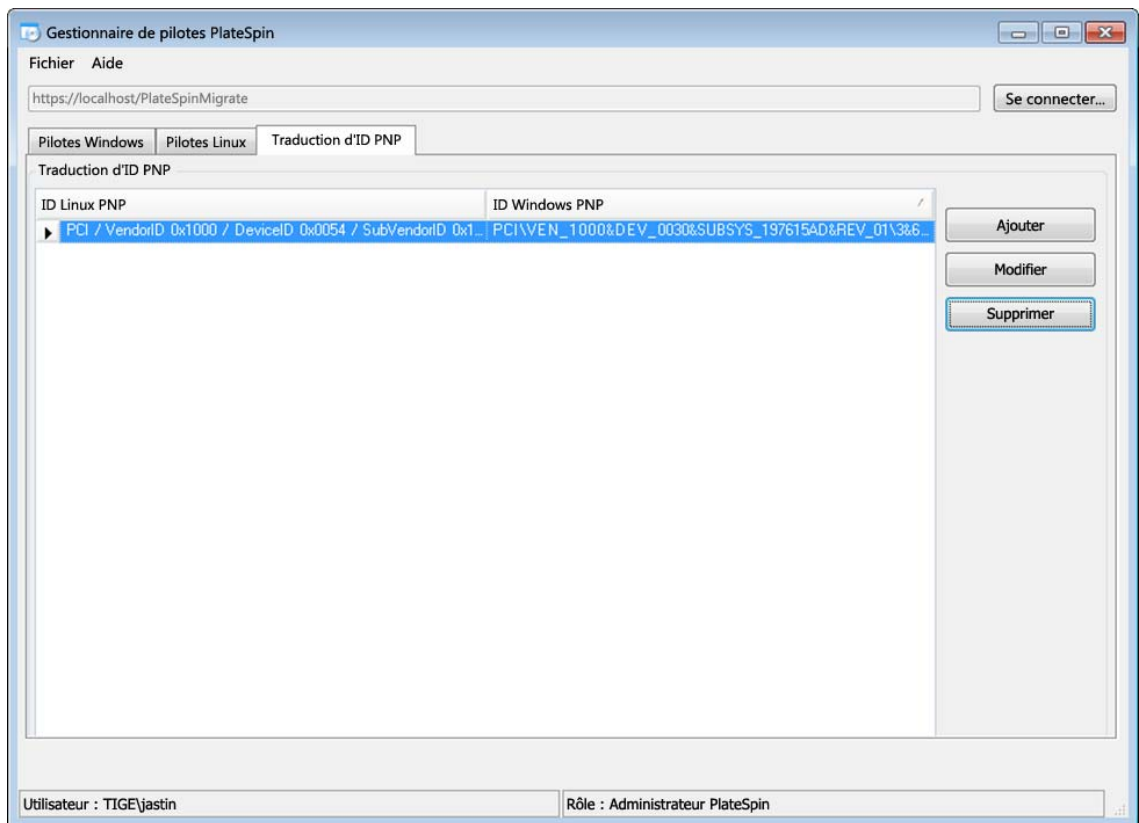 Gestionnaire de pilotes PlateSpin
Fichier Aide
https://localhost/PlateSpinMigrate Se connecter...
Pilotes Windows Pilotes Linux Traduction d'ID PNP
Traduction d'ID PNP
ID Linux PNP ID Windows PNP
PCI / VendorID 0x1000 / DeviceID 0x0054 / SubVendorID 0x1... PCI\VEN_1000&DEV_0030&SUBSYS_197615AD&REV_01\3&6...
Ajouter
Modifier
Supprimer
Utilisateur : TIGE\jastin Rôle : Administrateur PlateSpin